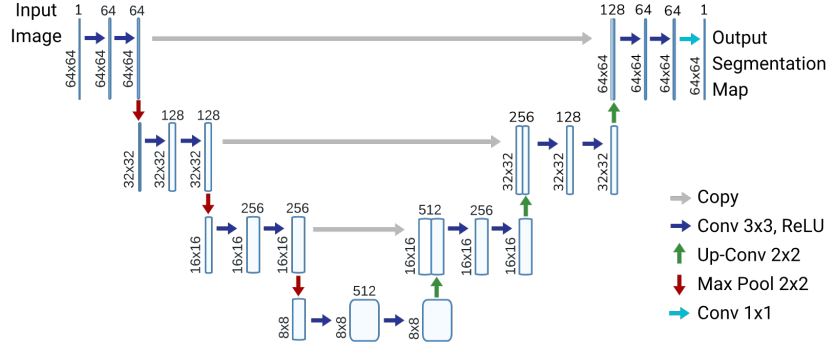 Input
Image
1
64
64
64x64
64x64
64x64
128
64
64
1
64x64
64x64
64x64
64x64
Output
Segmentation
Map
128
128
32x32
32x32
32x32
256
128
32x32
32x32
32x32
256
256
16x16
16x16
16x16
512
256
16x16
16x16
16x16
512
8x8
8x8
8x8
Copy
Conv 3x3, ReLU
Up-Conv 2x2
Max Pool 2x2
Conv 1x1